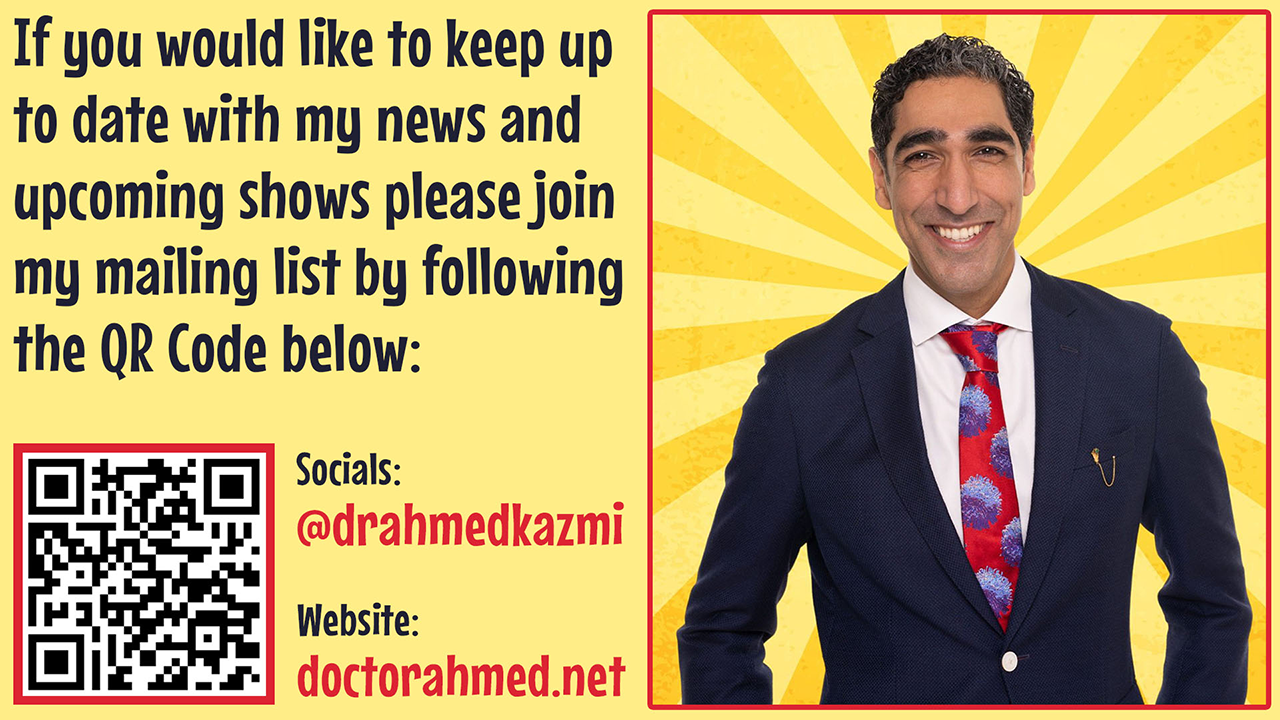 If you would like to keep up
to date with my news and
upcoming shows please join
my mailing list by following
the QR Code below:
Socials:
@drahmedkazmi
Website:
doctorahmed.net